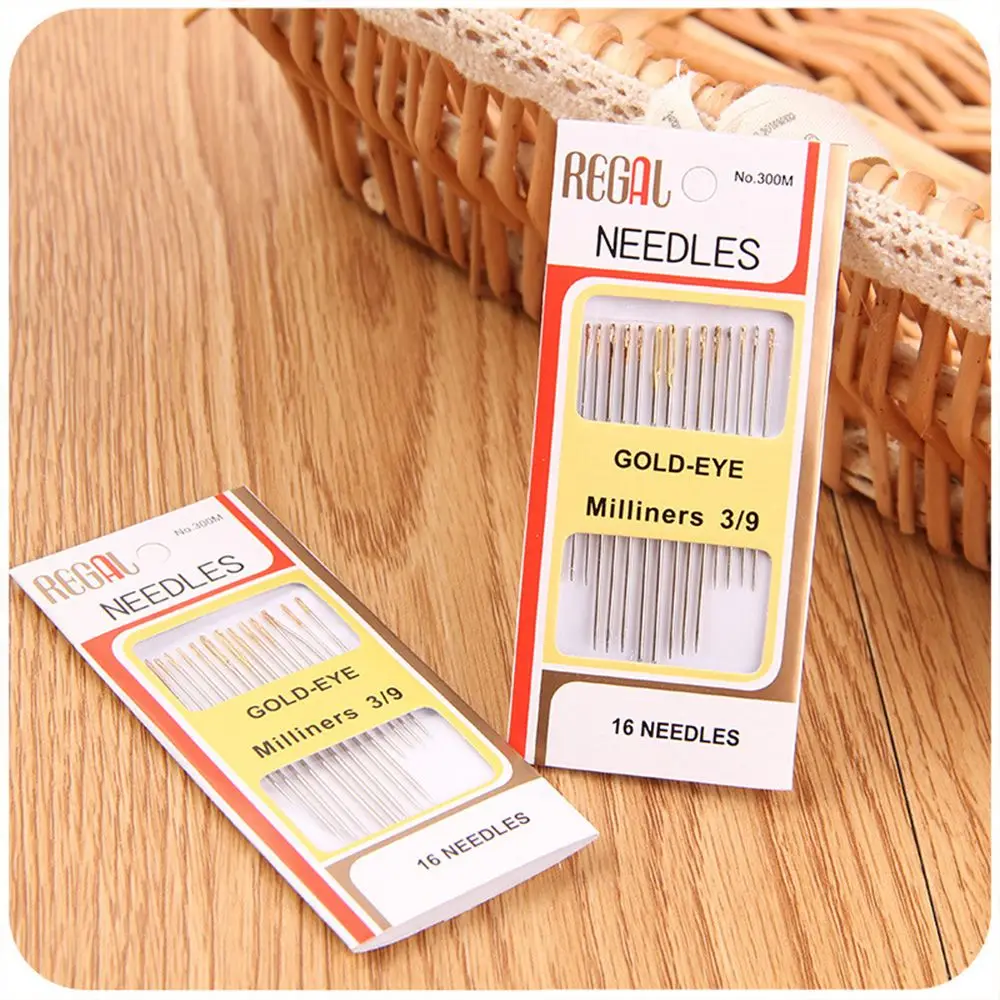 REGAL
No.300M
NEEDLES
GOLD-EYE
Milliners 3/9
16 NEEDLES
REGAL
No.300M
NEEDLES
GOLD-EYE
Milliners 3/9
16 NEEDLES